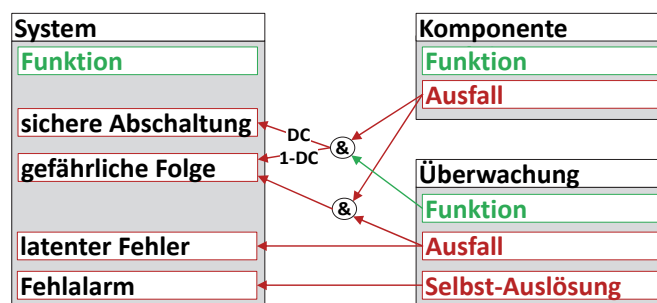 System
Funktion
sichere Abschaltung
gefährliche Folge
latenter Fehler
Fehlalarm
DC
1-DC
&
&
Komponente
Funktion
Ausfall
Überwachung
Funktion
Ausfall
Selbst-Auslösung